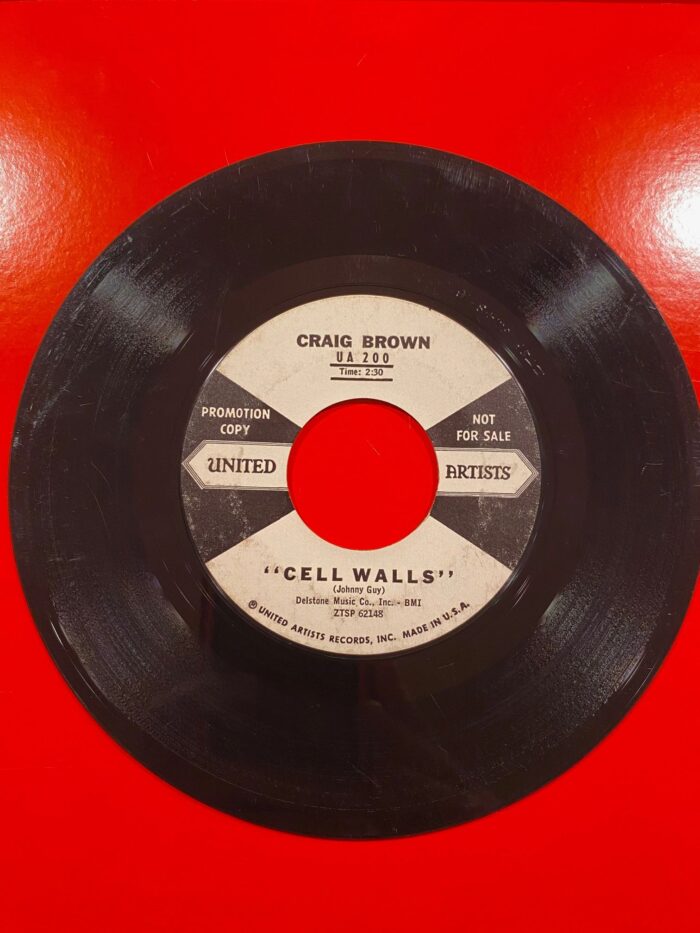 CRAIG BROWN
UA 200
Time: 2:30
PROMOTION
COPY
NOT
FOR SALE
UNITED
ARTISTS
"CELL WALLS"
(Johnny Guy)
Delstone Music Co., Inc. - BMI
ZTSP 62148
℗ UNITED ARTISTS RECORDS, INC. MADE IN U.S.A.